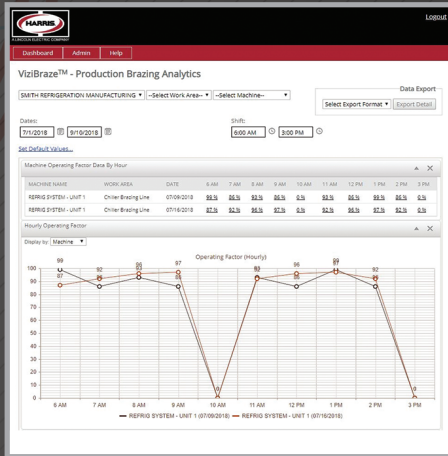 HARRIS
A LINCOLN ELECTRIC COMPANY
Logout
Dashboard Admin Help
ViziBraze™ - Production Brazing Analytics
Data Export
SMITH REFRIGERATION MANUFACTURING --Select Work Area-- --Select Machine--
Select Export Format Export Detail
Dates: Shift:
7/1/2018 9/10/2018 6:00 AM 3:00 PM
Set Default Values...
Machine Operating Factor Data By Hour
MACHINE NAME WORK AREA DATE 6 AM 7 AM 8 AM 9 AM 10 AM 11 AM 12 PM 1 PM 2 PM 3 PM
REFRIG SYSTEM - UNIT 1 Chiller Brazing Line 07/09/2018 99 % 86 % 93 % 86 % 0 % 93 % 86 % 99 % 86 % 0 %
REFRIG SYSTEM - UNIT 1 Chiller Brazing Line 07/16/2018 87 % 92 % 96 % 97 % 0 % 92 % 96 % 97 % 92 % 0 %
Hourly Operating Factor
Display by: Machine
Operating Factor (Hourly)
99 92 96 97 96 92
87 86 93 86 0 92 86 97 86 0
100
90
80
70
60
50
40
30
20
10
0
6 AM 7 AM 8 AM 9 AM 10 AM 11 AM 12 PM 1 PM 2 PM 3 PM
REFRIG SYSTEM - UNIT 1 (07/09/2018) REFRIG SYSTEM - UNIT 1 (07/16/2018)